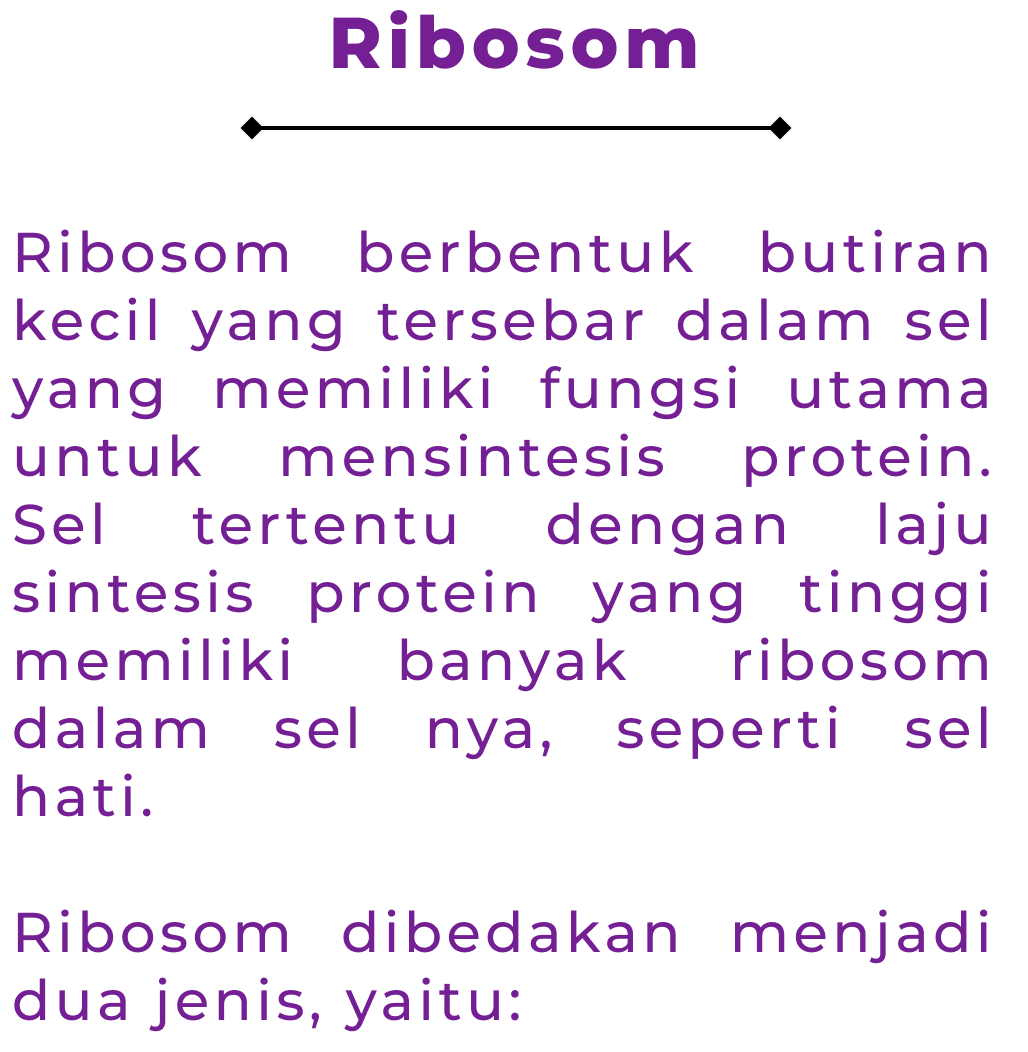 Ribosom
Ribosom berbentuk butiran
kecil yang tersebar dalam sel
yang memiliki fungsi utama
untuk mensintesis protein.
Sel tertentu dengan laju
sintesis protein yang tinggi
memiliki banyak ribosom
dalam sel nya, seperti sel
hati.
Ribosom dibedakan menjadi
dua jenis, yaitu: